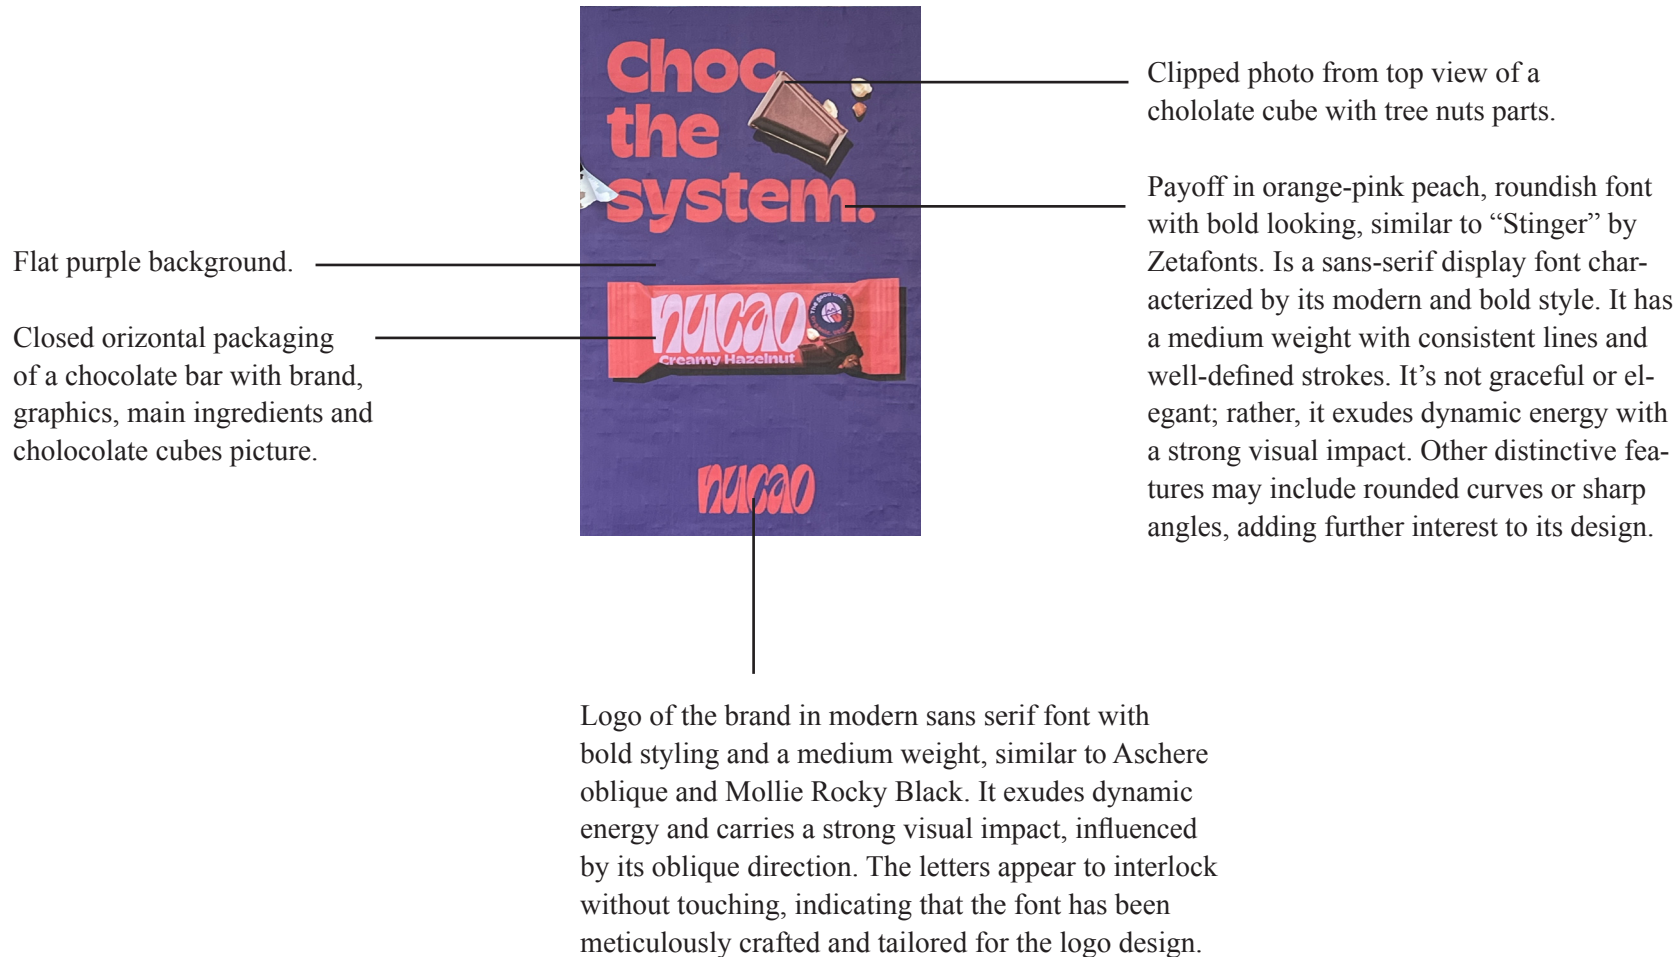 Choc
the
system.
nucao
Creamy Hazelnut
nucao
Flat purple background.
Closed orizontal packaging
of a chocolate bar with brand,
graphics, main ingredients and
cholocolate cubes picture.
Clipped photo from top view of a
chololate cube with tree nuts parts.
Payoff in orange-pink peach, roundish font
with bold looking, similar to “Stinger” by
Zetafonts. Is a sans-serif display font char-
acterized by its modern and bold style. It has
a medium weight with consistent lines and
well-defined strokes. It’s not graceful or el-
egant; rather, it exudes dynamic energy with
a strong visual impact. Other distinctive fea-
tures may include rounded curves or sharp
angles, adding further interest to its design.
Logo of the brand in modern sans serif font with
bold styling and a medium weight, similar to Aschere
oblique and Mollie Rocky Black. It exudes dynamic
energy and carries a strong visual impact, influenced
by its oblique direction. The letters appear to interlock
without touching, indicating that the font has been
meticulously crafted and tailored for the logo design.